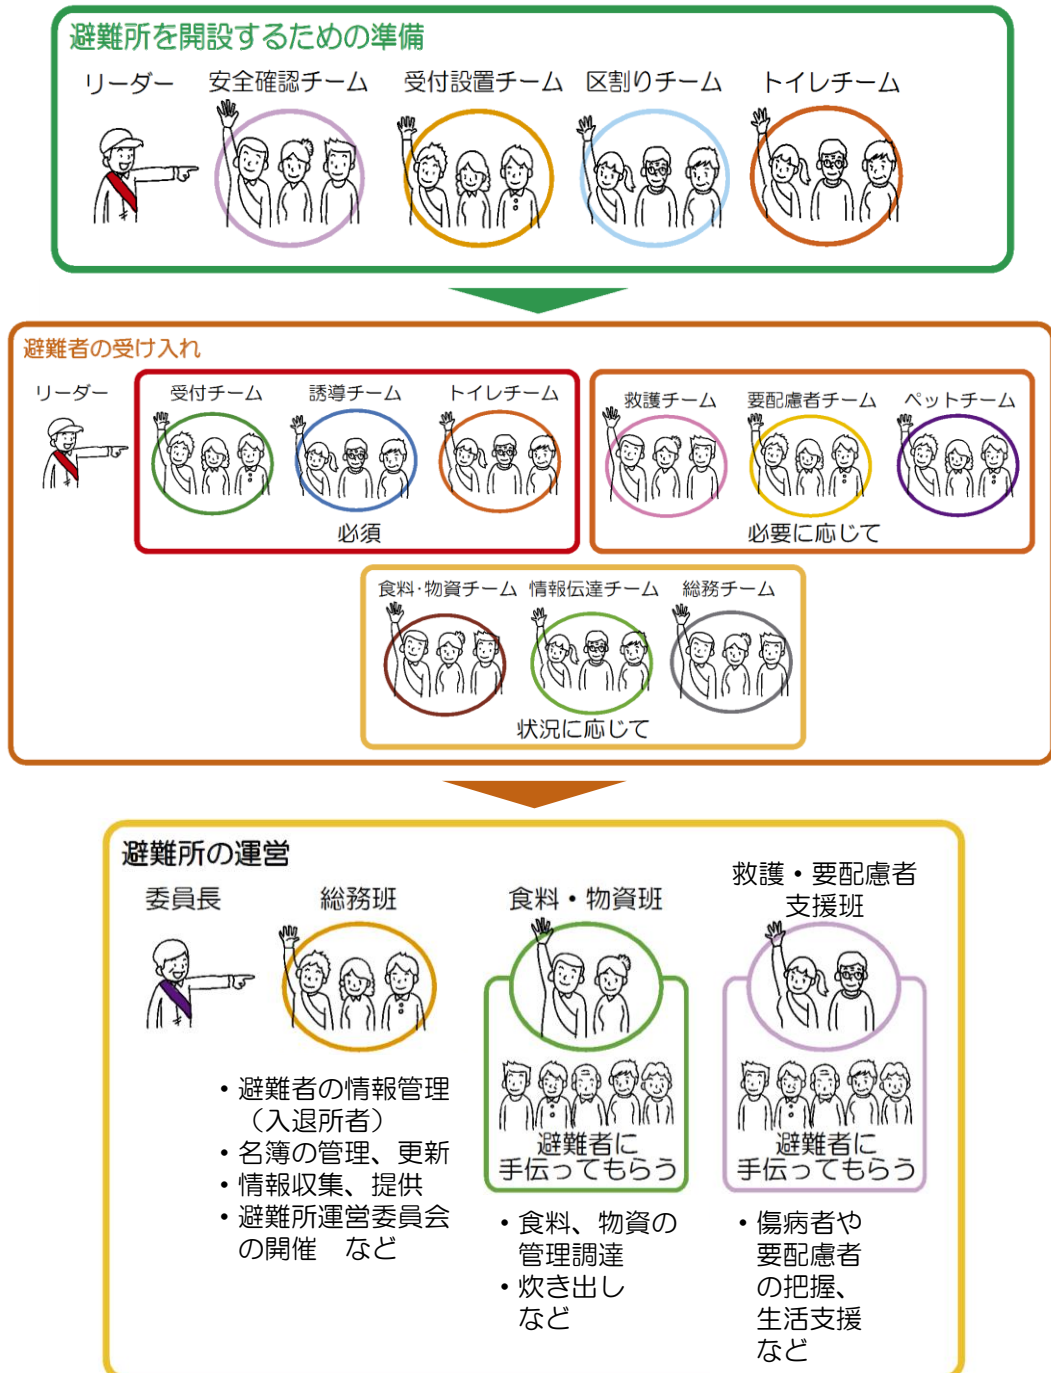 避難所を開設するための準備
リーダー
安全確認チーム
受付設置チーム
区割りチーム
トイレチーム
避難者の受け入れ
リーダー
受付チーム
誘導チーム
トイレチーム
必須
救護チーム
要配慮者チーム
ペットチーム
必要に応じて
食料・物資チーム
情報伝達チーム
総務チーム
状況に応じて
避難所の運営
委員長
総務班
・避難者の情報管理
（入退所者）
・名簿の管理、更新
・情報収集、提供
・避難所運営委員会
の開催　など
食料・物資班
避難者に
手伝ってもらう
・食料、物資の
管理調達
・炊き出し
など
救護・要配慮者
支援班
避難者に
手伝ってもらう
・傷病者や
要配慮者
の把握、
生活支援
など